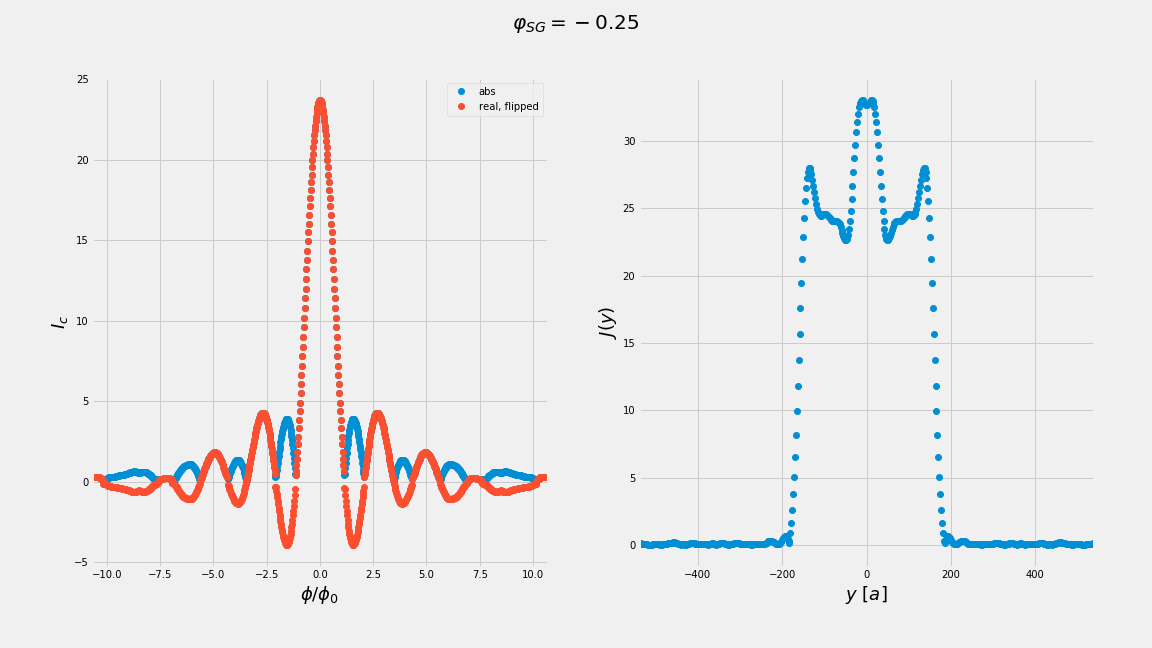 φ_SG = −0.25
25
20
15
10
5
0
−5
I_c
−10.0 −7.5 −5.0 −2.5 0.0 2.5 5.0 7.5 10.0
ϕ/ϕ_0
abs
real, flipped
30
25
20
15
10
5
0
J(y)
−400 −200 0 200 400
y [a]